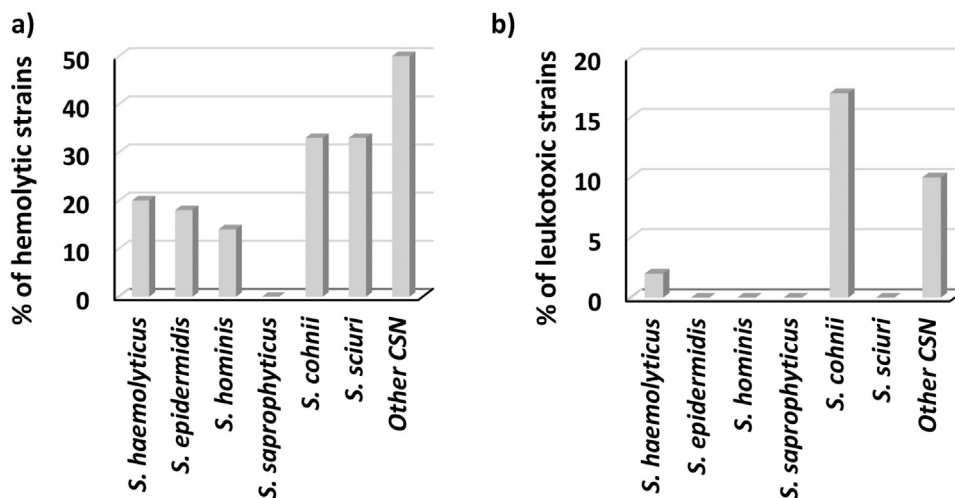 a)
% of hemolytic strains
50
40
30
20
10
0
S. haemolyticus
S. epidermidis
S. hominis
S. saprophyticus
S. cohnii
S. sciuri
Other CSN
b)
% of leukotoxic strains
20
15
10
5
0
S. haemolyticus
S. epidermidis
S. hominis
S. saprophyticus
S. cohnii
S. sciuri
Other CSN